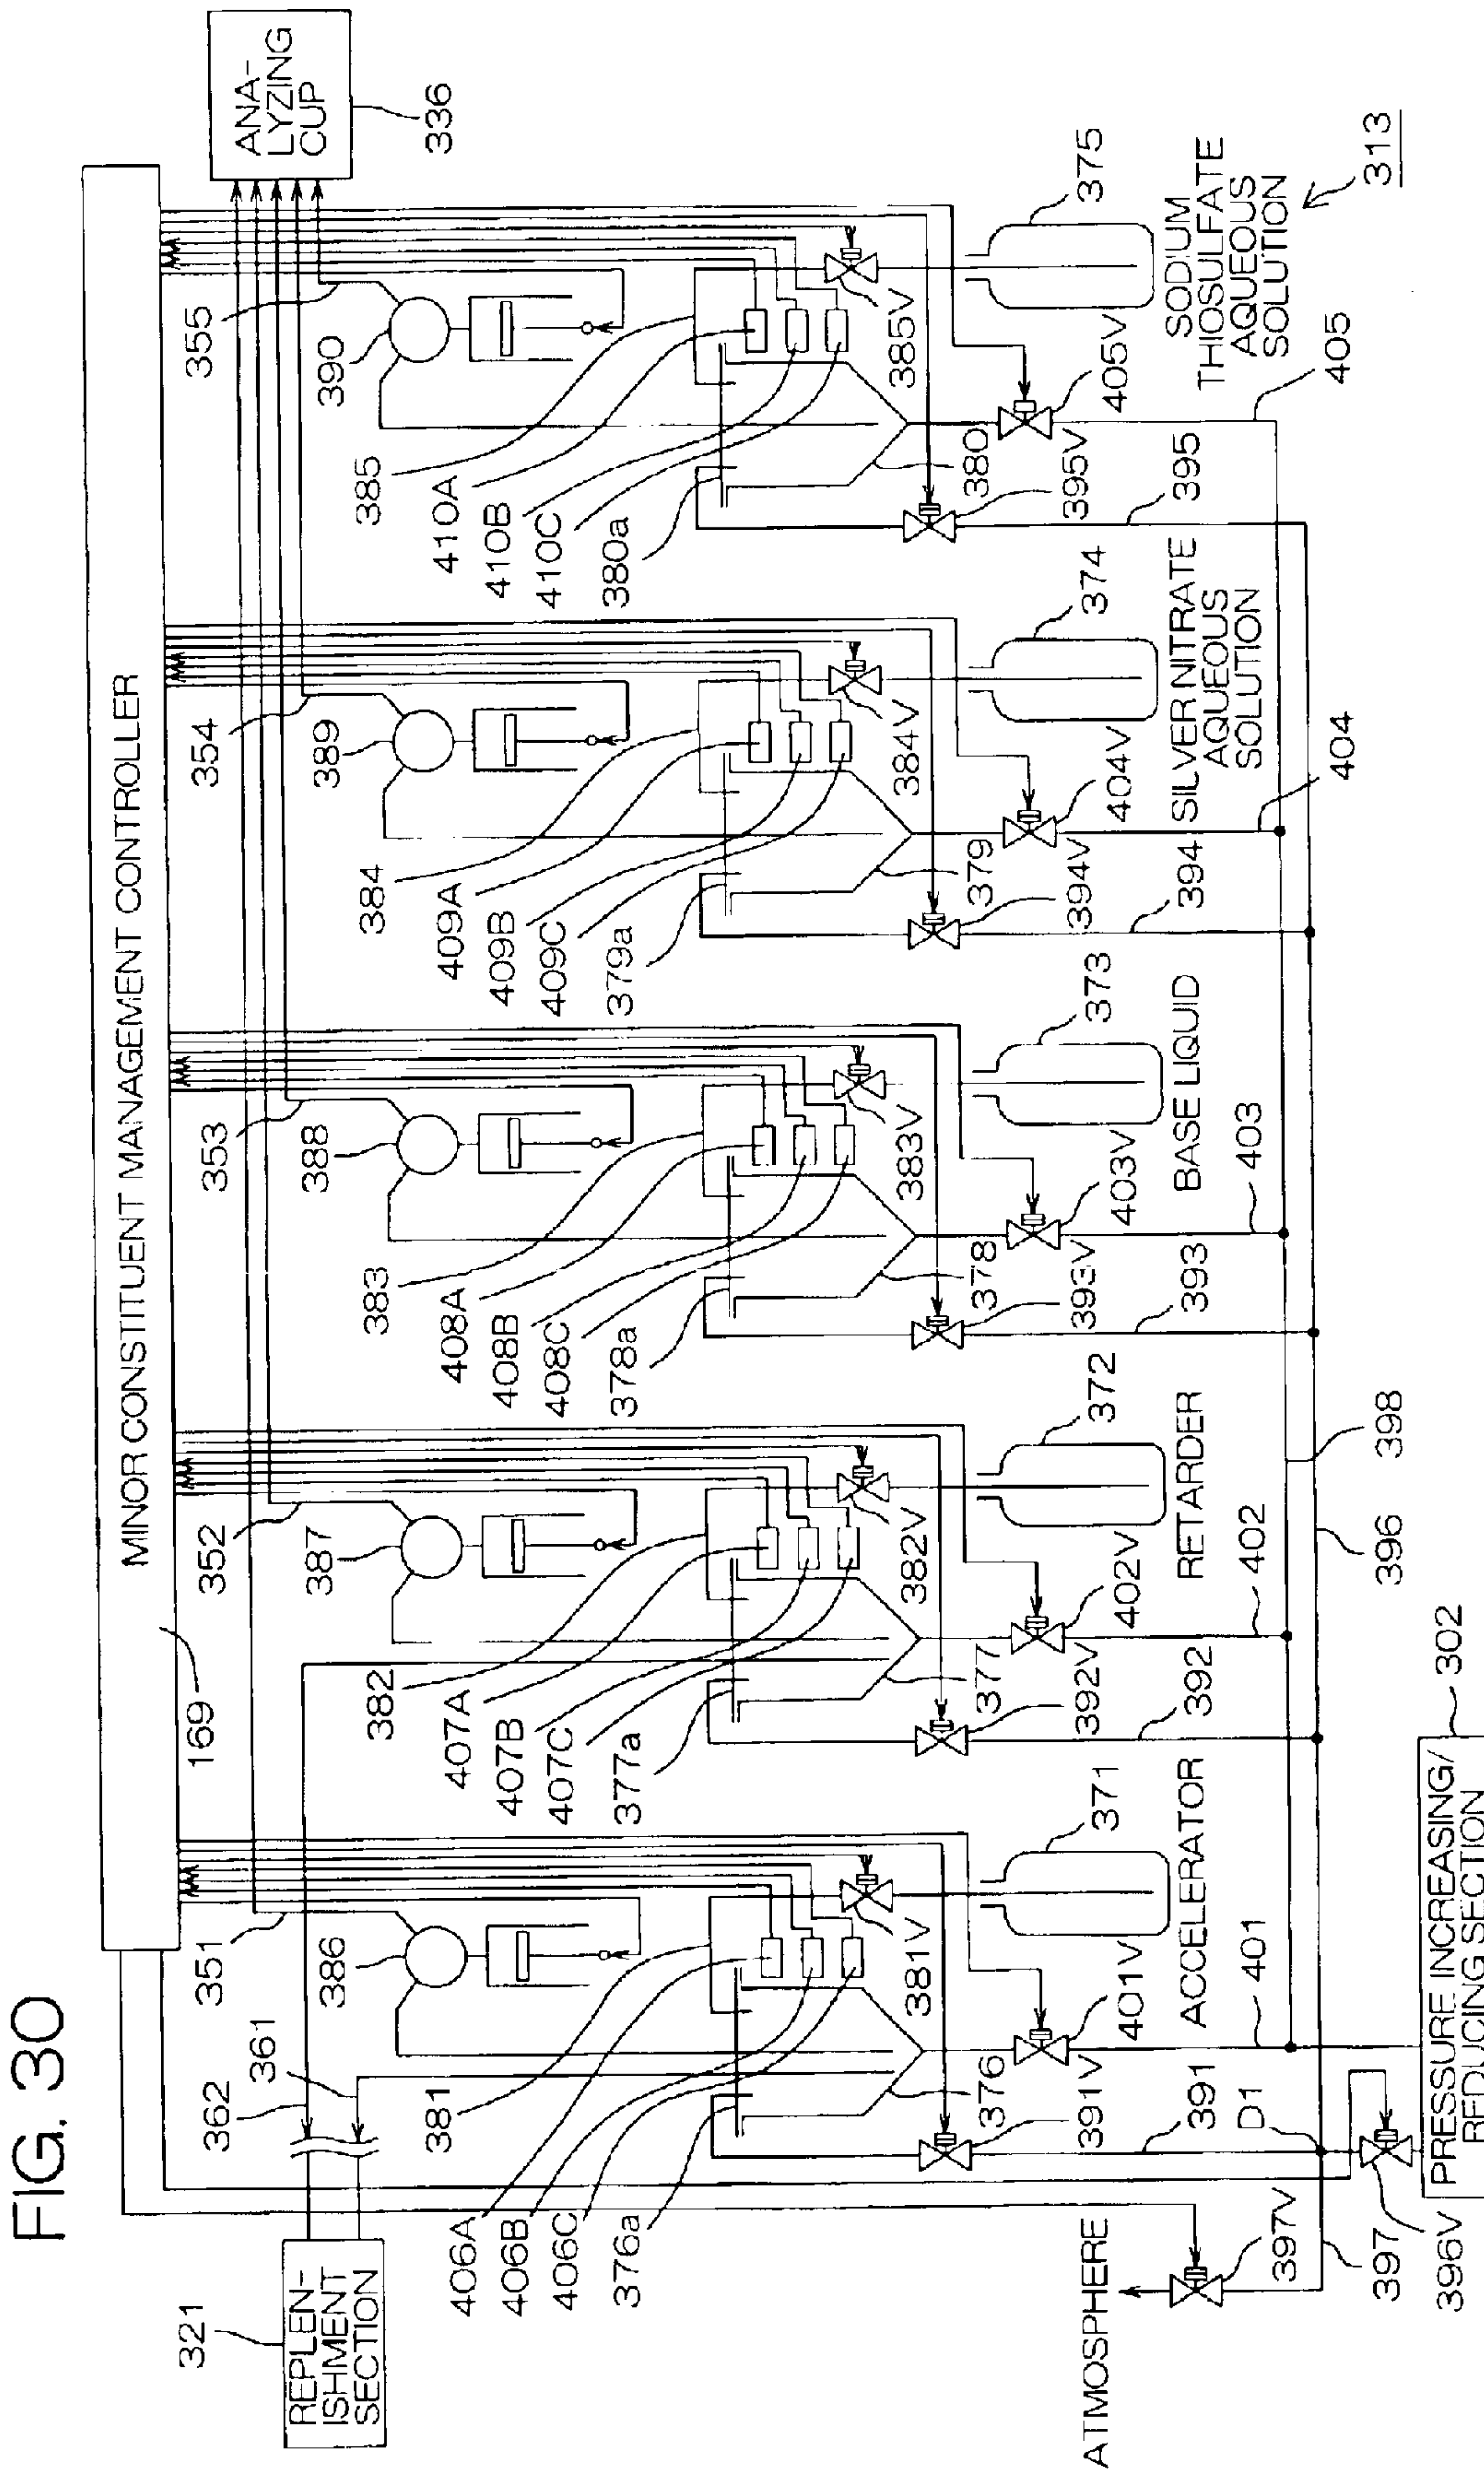 FIG. 30
MINOR CONSTITUENT MANAGEMENT CONTROLLER
169
ANA-
LYZING
CUP
336
321
REPLEN-
ISHMENT
SECTION
362
361
351
386
381
406A
406B
406C
376a
381V
376
391V
401V
391
401
371
ACCELERATOR
352
387
382
407A
407B
407C
377a
382V
377
392V
402V
392
402
372
RETARDER
353
388
383
408A
408B
408C
378a
383V
378
393V
403V
393
403
373
BASE LIQUID
354
389
384
409A
409B
409C
379a
384V
379
394V
404V
394
404
374
SILVER NITRATE
AQUEOUS
SOLUTION
355
390
385
410A
410B
410C
380a
385V
380
395V
405V
395
405
375
SODIUM
THIOSULFATE
AQUEOUS
SOLUTION
313
398
396
D1
ATMOSPHERE
397V
397
396V
302
PRESSURE INCREASING/
REDUCING SECTION